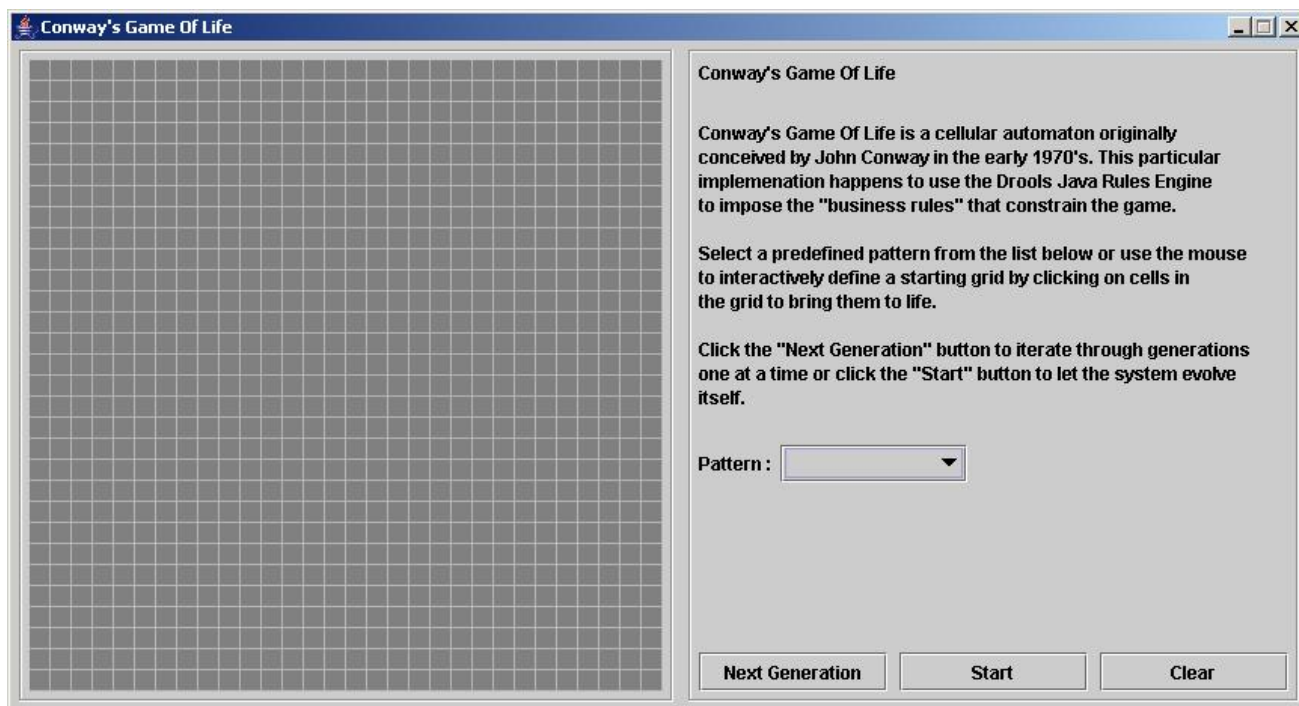 Conway's Game Of Life
Conway's Game Of Life
Conway's Game Of Life is a cellular automaton originally
conceived by John Conway in the early 1970's. This particular
implemenation happens to use the Drools Java Rules Engine
to impose the "business rules" that constrain the game.
Select a predefined pattern from the list below or use the mouse
to interactively define a starting grid by clicking on cells in
the grid to bring them to life.
Click the "Next Generation" button to iterate through generations
one at a time or click the "Start" button to let the system evolve
itself.
Pattern :
Next Generation Start Clear